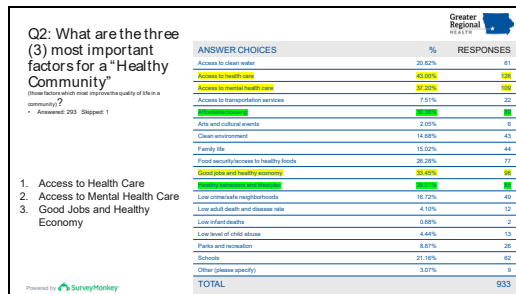 Greater
Regional
HEALTH
Q2: What are the three
(3) most important
factors for a “Healthy
Community”
(those factors which most improve the quality of life in a
community)?
• Answered: 293 Skipped: 1
1. Access to Health Care
2. Access to Mental Health Care
3. Good Jobs and Healthy
Economy
Powered by SurveyMonkey
ANSWER CHOICES % RESPONSES
Access to clean water 20.82% 61
Access to health care 43.00% 126
Access to mental health care 37.20% 109
Access to transportation services 7.51% 22
Affordable housing 30.38% 89
Arts and cultural events 2.05% 6
Clean environment 14.68% 43
Family life 15.02% 44
Food security/access to healthy foods 26.28% 77
Good jobs and healthy economy 33.45% 98
Healthy behaviors and lifestyles 29.01% 85
Low crime/safe neighborhoods 16.72% 49
Low adult death and disease rate 4.10% 12
Low infant deaths 0.68% 2
Low level of child abuse 4.44% 13
Parks and recreation 8.87% 26
Schools 21.16% 62
Other (please specify) 3.07% 9
TOTAL 933